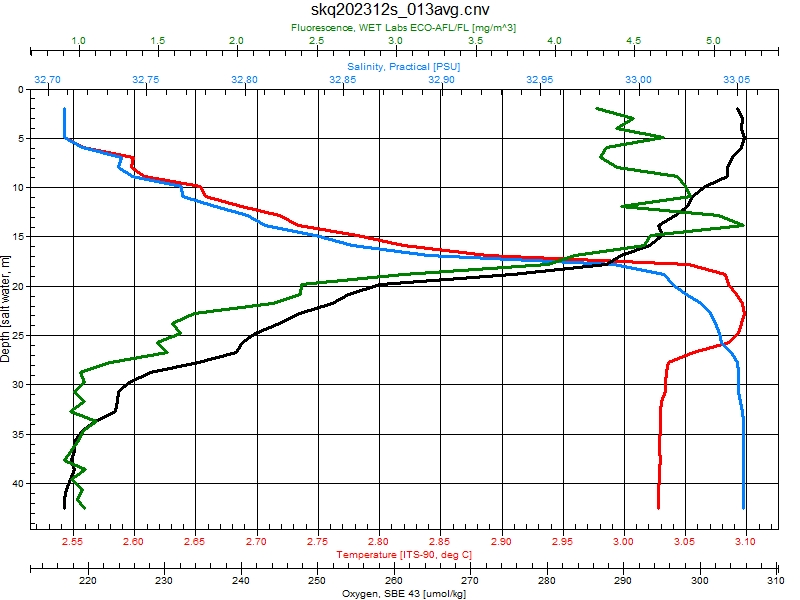 skq202312s_013avg.cnv
Fluorescence, WET Labs ECO-AFL/FL [mg/m^3]
1.0 1.5 2.0 2.5 3.0 3.5 4.0 4.5 5.0
Salinity, Practical [PSU]
32.70 32.75 32.80 32.85 32.90 32.95 33.00 33.05
0
5
10
15
20
25
30
35
40
Depth [salt water, m]
2.55 2.60 2.65 2.70 2.75 2.80 2.85 2.90 2.95 3.00 3.05 3.10
Temperature [ITS-90, deg C]
220 230 240 250 260 270 280 290 300 310
Oxygen, SBE 43 [umol/kg]